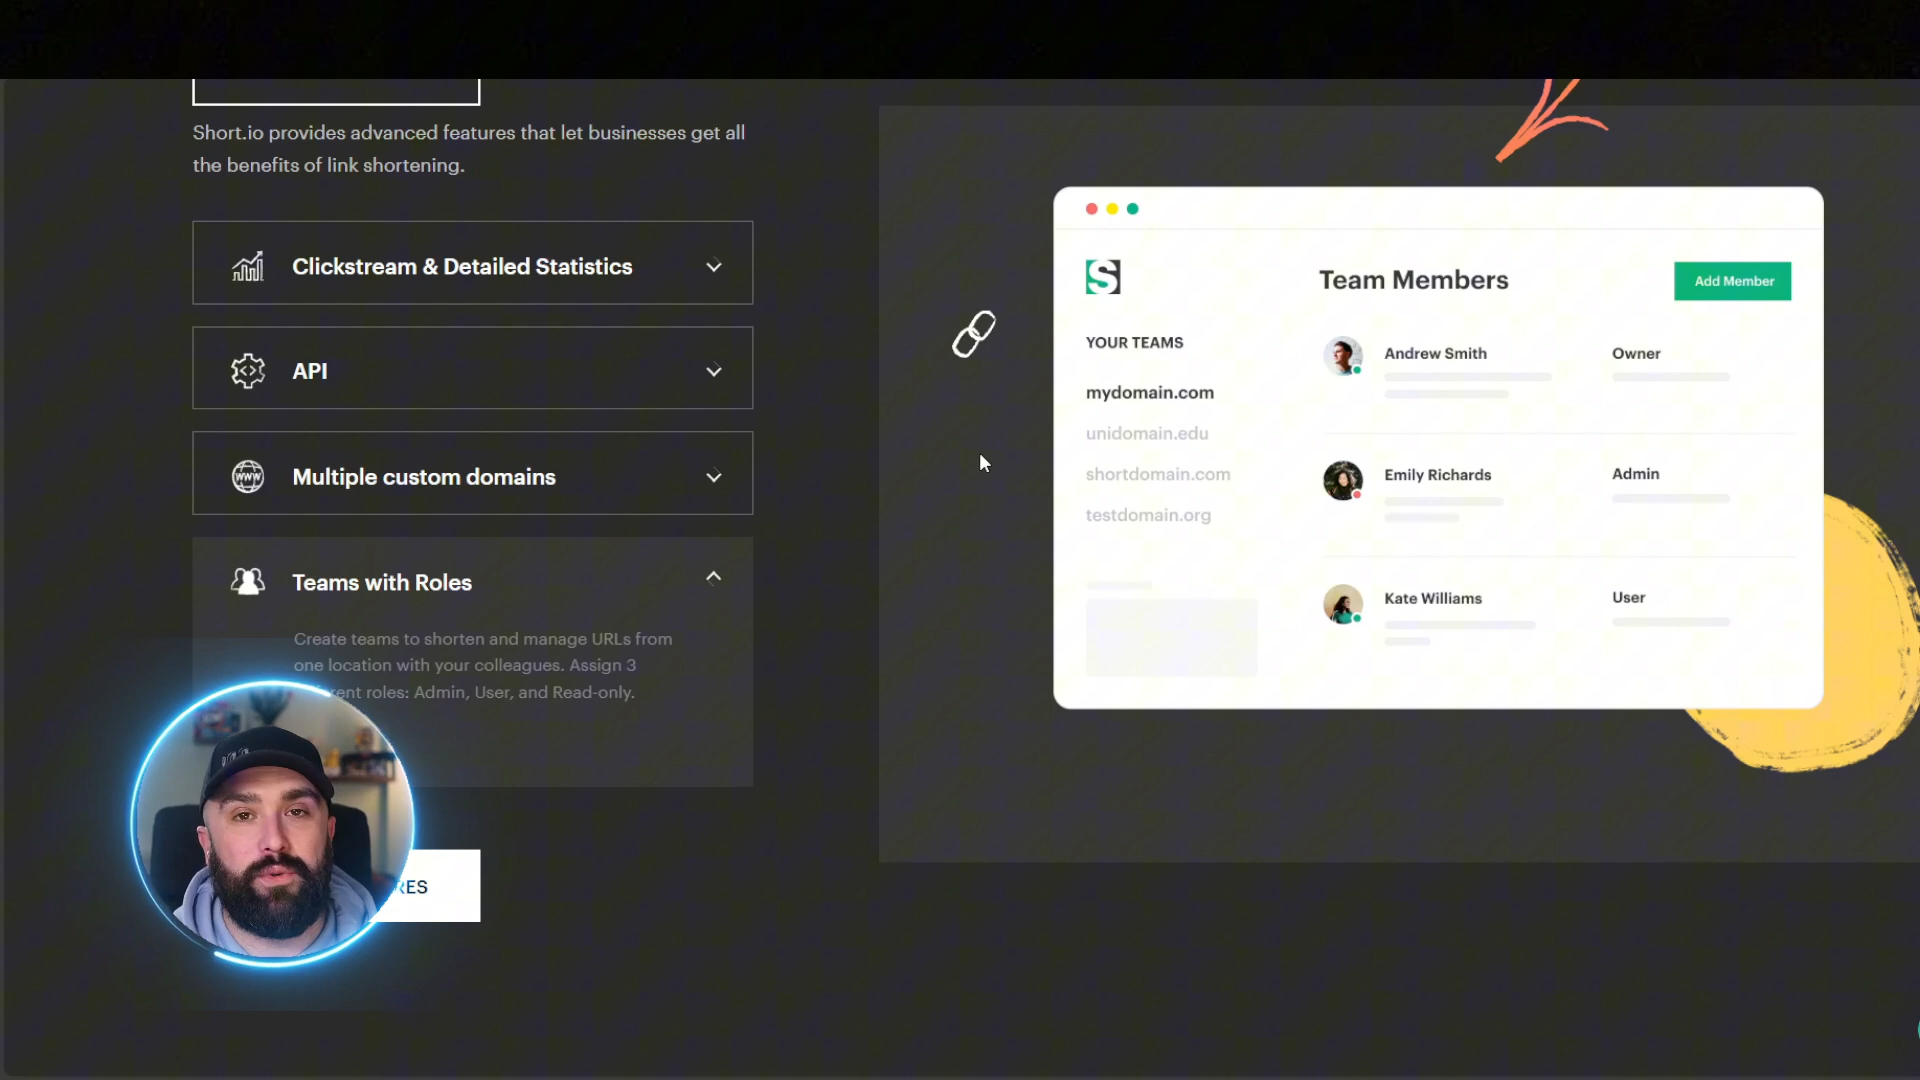 Short.io provides advanced features that let businesses get all
the benefits of link shortening.
Clickstream & Detailed Statistics
API
WWW
Multiple custom domains
Teams with Roles
Create teams to shorten and manage URLs from
one location with your colleagues. Assign 3
roles: Admin, User, and Read-only.
S
Team Members
Add Member
YOUR TEAMS
mydomain.com
unidomain.edu
shortdomain.com
testdomain.org
Andrew Smith
Owner
Emily Richards
Admin
Kate Williams
User